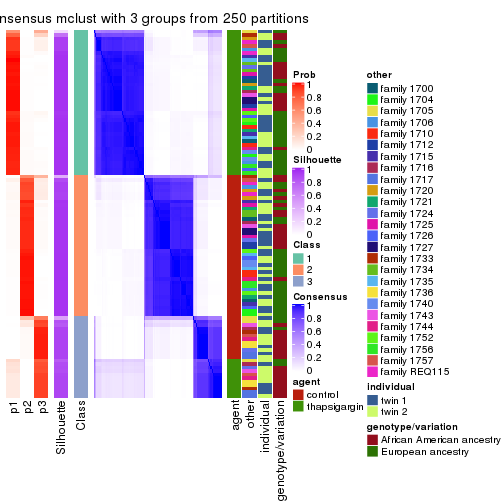 nsensus mclust with 3 groups from 250 partitions
p1
p2
p3
Silhouette
Class
agent
other
individual
genotype/variation
Prob
1
0.8
0.6
0.4
0.2
0
Silhouette
1
0.8
0.6
0.4
0.2
0
Class
1
2
3
Consensus
1
0.8
0.6
0.4
0.2
0
agent
control
thapsigargin
other
family 1700
family 1704
family 1705
family 1706
family 1710
family 1712
family 1715
family 1716
family 1717
family 1720
family 1721
family 1724
family 1725
family 1726
family 1727
family 1733
family 1734
family 1735
family 1736
family 1740
family 1743
family 1744
family 1752
family 1756
family 1757
family REQ115
individual
twin 1
twin 2
genotype/variation
African American ancestry
European ancestry